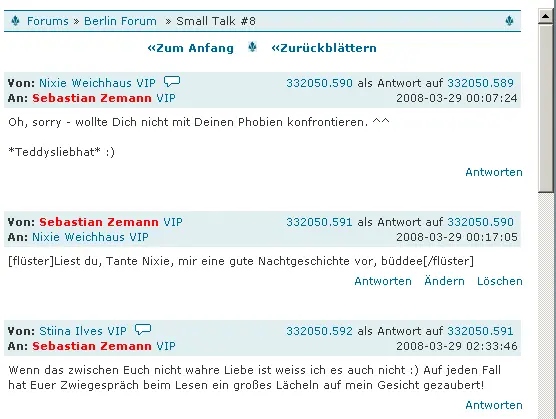 Forums » Berlin Forum » Small Talk #8
«Zum Anfang «Zurückblättern
Von: Nixie Weichhaus VIP 332050.590 als Antwort auf 332050.589
An: Sebastian Zemann VIP 2008-03-29 00:07:24
Oh, sorry - wollte Dich nicht mit Deinen Phobien konfrontieren. ^^
*Teddysliebhat* :)
Antworten
Von: Sebastian Zemann VIP 332050.591 als Antwort auf 332050.590
An: Nixie Weichhaus VIP 2008-03-29 00:17:05
[flüster]Liest du, Tante Nixie, mir eine gute Nachtgeschichte vor, büddee[/flüster]
Antworten Ändern Löschen
Von: Stiina Ilves VIP 332050.592 als Antwort auf 332050.591
An: Sebastian Zemann VIP 2008-03-29 02:33:46
Wenn das zwischen Euch nicht wahre Liebe ist weiss ich es auch nicht :) Auf jeden Fall
hat Euer Zwiegespräch beim Lesen ein großes Lächeln auf mein Gesicht gezaubert!
Antworten